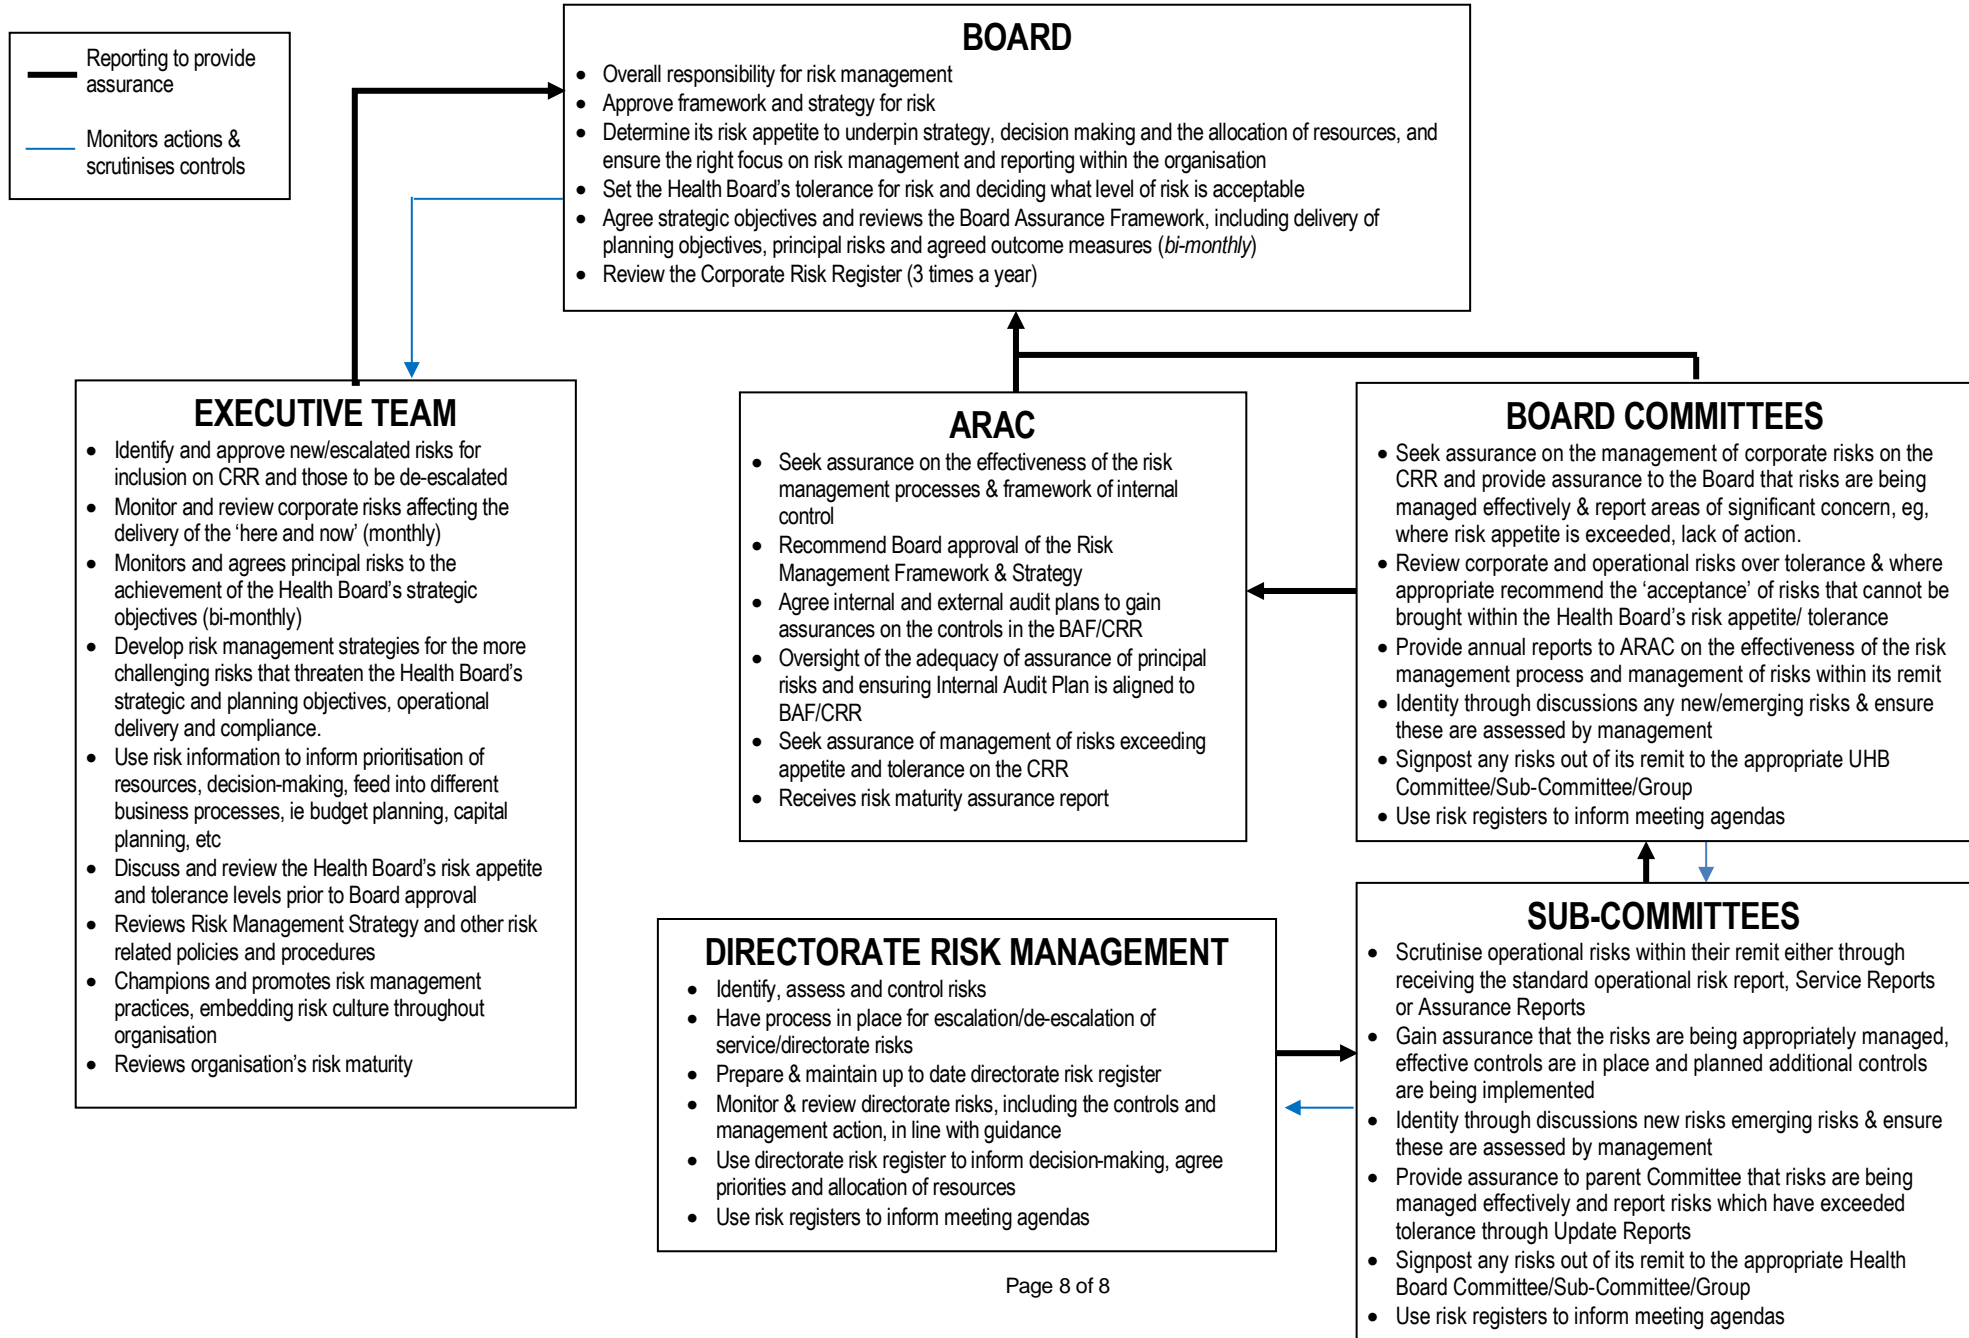 Reporting to provide
assurance
Monitors actions &
scrutinises controls
BOARD
• Overall responsibility for risk management
• Approve framework and strategy for risk
• Determine its risk appetite to underpin strategy, decision making and the allocation of resources, and
ensure the right focus on risk management and reporting within the organisation
• Set the Health Board's tolerance for risk and deciding what level of risk is acceptable
• Agree strategic objectives and reviews the Board Assurance Framework, including delivery of
planning objectives, principal risks and agreed outcome measures (bi-monthly)
• Review the Corporate Risk Register (3 times a year)
EXECUTIVE TEAM
• Identify and approve new/escalated risks for
inclusion on CRR and those to be de-escalated
• Monitor and review corporate risks affecting the
delivery of the 'here and now' (monthly)
• Monitors and agrees principal risks to the
achievement of the Health Board's strategic
objectives (bi-monthly)
• Develop risk management strategies for the more
challenging risks that threaten the Health Board's
strategic and planning objectives, operational
delivery and compliance.
• Use risk information to inform prioritisation of
resources, decision-making, feed into different
business processes, ie budget planning, capital
planning, etc
• Discuss and review the Health Board's risk appetite
and tolerance levels prior to Board approval
• Reviews Risk Management Strategy and other risk
related policies and procedures
• Champions and promotes risk management
practices, embedding risk culture throughout
organisation
• Reviews organisation's risk maturity
ARAC
• Seek assurance on the effectiveness of the risk
management processes & framework of internal
control
• Recommend Board approval of the Risk
Management Framework & Strategy
• Agree internal and external audit plans to gain
assurances on the controls in the BAF/CRR
• Oversight of the adequacy of assurance of principal
risks and ensuring Internal Audit Plan is aligned to
BAF/CRR
• Seek assurance of management of risks exceeding
appetite and tolerance on the CRR
• Receives risk maturity assurance report
BOARD COMMITTEES
• Seek assurance on the management of corporate risks on the
CRR and provide assurance to the Board that risks are being
managed effectively & report areas of significant concern, eg,
where risk appetite is exceeded, lack of action.
• Review corporate and operational risks over tolerance & where
appropriate recommend the 'acceptance' of risks that cannot be
brought within the Health Board's risk appetite/ tolerance
• Provide annual reports to ARAC on the effectiveness of the risk
management process and management of risks within its remit
• Identity through discussions any new/emerging risks & ensure
these are assessed by management
• Signpost any risks out of its remit to the appropriate UHB
Committee/Sub-Committee/Group
• Use risk registers to inform meeting agendas
DIRECTORATE RISK MANAGEMENT
• Identify, assess and control risks
• Have process in place for escalation/de-escalation of
service/directorate risks
• Prepare & maintain up to date directorate risk register
• Monitor & review directorate risks, including the controls and
management action, in line with guidance
• Use directorate risk register to inform decision-making, agree
priorities and allocation of resources
• Use risk registers to inform meeting agendas
SUB-COMMITTEES
• Scrutinise operational risks within their remit either through
receiving the standard operational risk report, Service Reports
or Assurance Reports
• Gain assurance that the risks are being appropriately managed,
effective controls are in place and planned additional controls
are being implemented
• Identity through discussions new risks emerging risks & ensure
these are assessed by management
• Provide assurance to parent Committee that risks are being
managed effectively and report risks which have exceeded
tolerance through Update Reports
• Signpost any risks out of its remit to the appropriate Health
Board Committee/Sub-Committee/Group
• Use risk registers to inform meeting agendas
Page 8 of 8